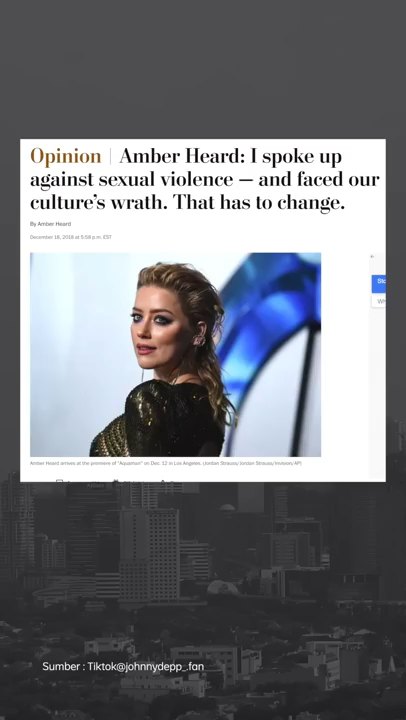 Opinion | Amber Heard: I spoke up
against sexual violence — and faced our
culture's wrath. That has to change.
By Amber Heard
December 18, 2018 at 5:58 p.m. EST
Amber Heard arrives at the premiere of "Aquaman" on Dec. 12 in Los Angeles. (Jordan Strauss/Jordan Strauss/Invision/AP)
Sumber : Tiktok@johnnydepp_.fan